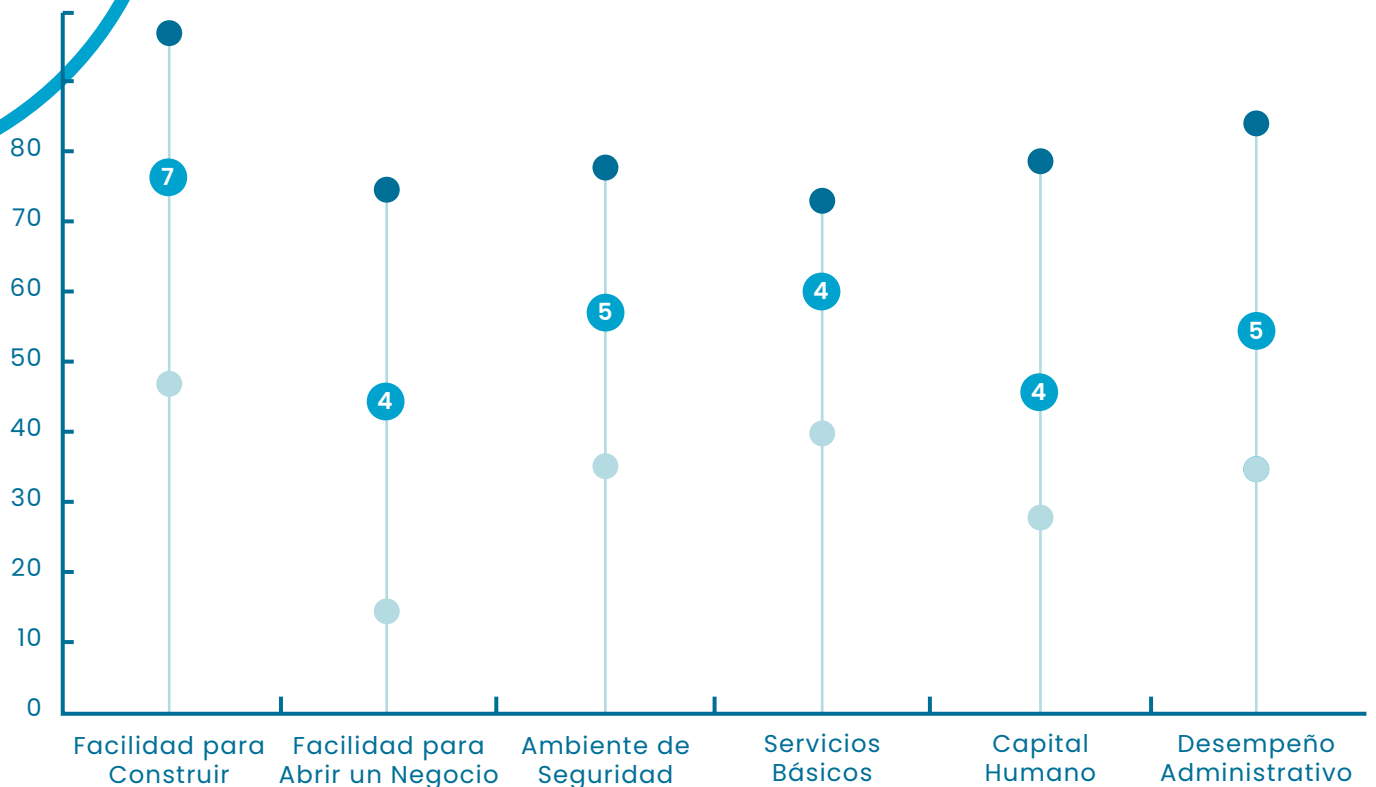 80
70
60
50
40
30
20
10
0
7
4
5
4
4
5
Facilidad para
Construir
Facilidad para
Abrir un Negocio
Ambiente de
Seguridad
Servicios
Básicos
Capital
Humano
Desempeño
Administrativo